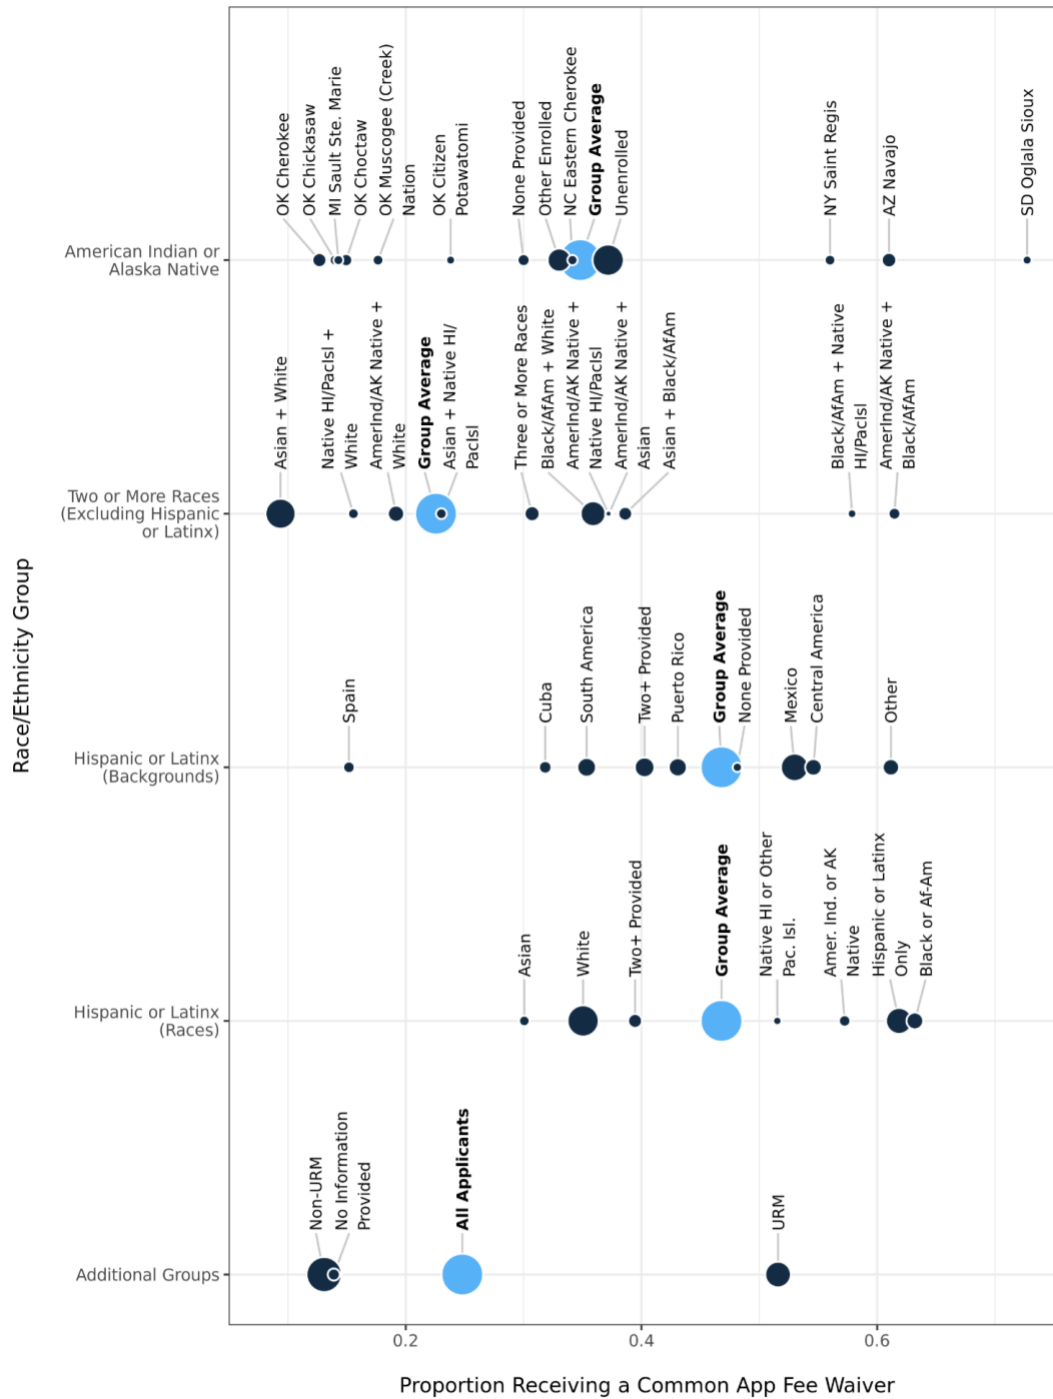 OK Cherokee
OK Chickasaw
MI Sault Ste. Marie
OK Choctaw
OK Muscogee (Creek)
Nation
OK Citizen
Potawatomi
None Provided
Other Enrolled
NC Eastern Cherokee
Group Average
Unenrolled
NY Saint Regis
AZ Navajo
SD Oglala Sioux
American Indian or
Alaska Native
Asian + White
Native HI/PacIsl +
White
AmerInd/AK Native +
White
Group Average
Asian + Native HI/
PacIsl
Three or More Races
Black/AfAm + White
AmerInd/AK Native +
Native HI/PacIsl
AmerInd/AK Native +
Asian
Asian + Black/AfAm
Black/AfAm + Native
HI/PacIsl
AmerInd/AK Native +
Black/AfAm
Two or More Races
(Excluding Hispanic
or Latinx)
Race/Ethnicity Group
Spain
Cuba
South America
Two+ Provided
Puerto Rico
Group Average
None Provided
Mexico
Central America
Other
Hispanic or Latinx
(Backgrounds)
Asian
White
Two+ Provided
Group Average
Native HI or Other
Pac. Isl.
Amer. Ind. or AK
Native
Hispanic or Latinx
Only
Black or Af-Am
Hispanic or Latinx
(Races)
Non-URM
No Information
Provided
All Applicants
URM
Additional Groups
0.2
0.4
0.6
Proportion Receiving a Common App Fee Waiver